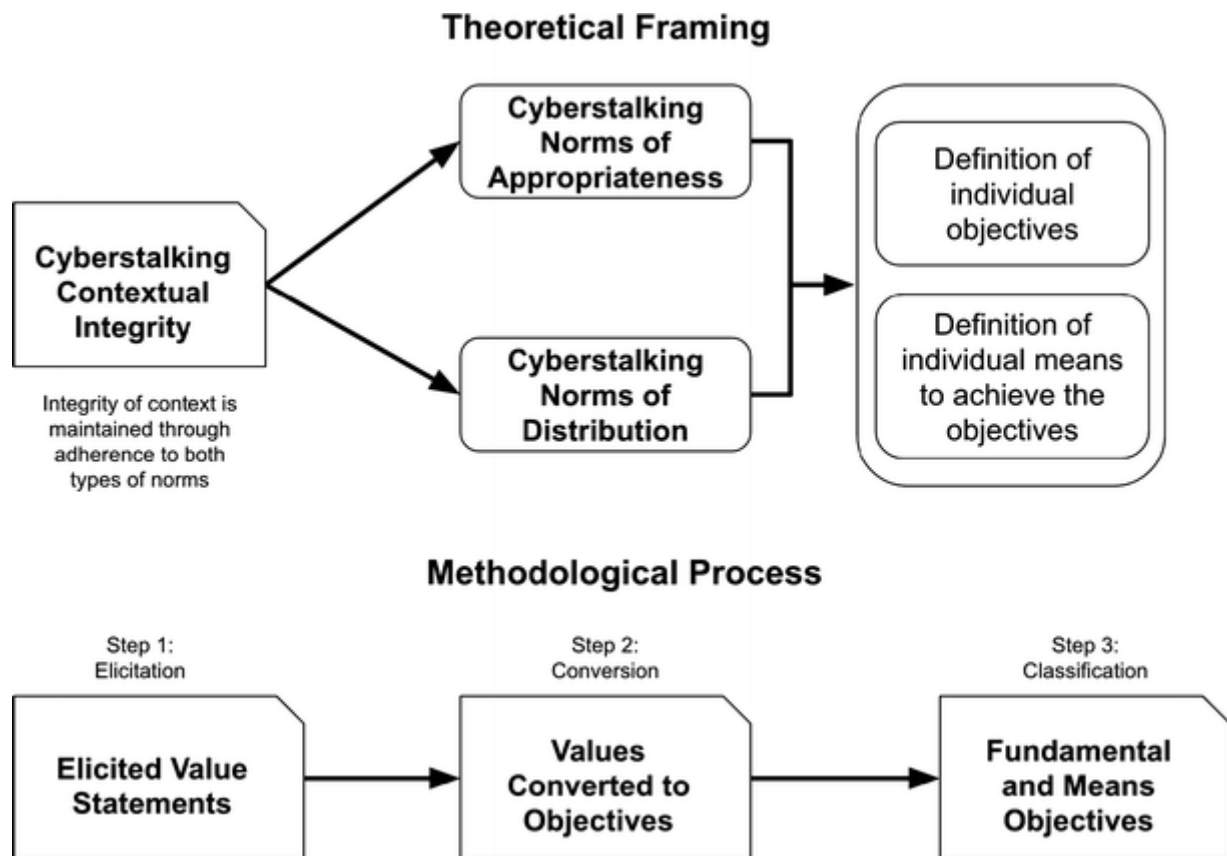 Theoretical Framing
Cyberstalking
Norms of
Appropriateness
Definition of
individual
objectives
Cyberstalking
Contextual
Integrity
Integrity of context is
maintained through
adherence to both
types of norms
Cyberstalking
Norms of
Distribution
Definition of
individual means
to achieve the
objectives
Methodological Process
Step 1:
Elicitation
Elicited Value
Statements
Step 2:
Conversion
Values
Converted to
Objectives
Step 3:
Classification
Fundamental
and Means
Objectives